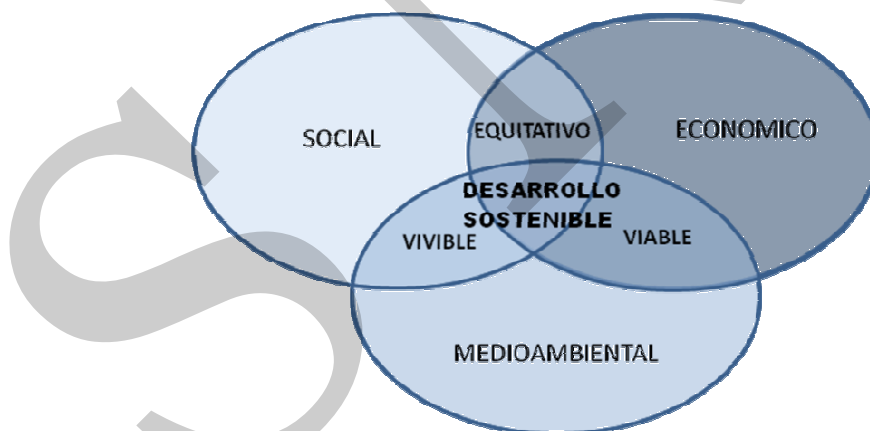 SOCIAL
EQUITATIVO
ECONOMICO
DESARROLLO
SOSTENIBLE
VIVIBLE
VIABLE
MEDIOAMBIENTAL